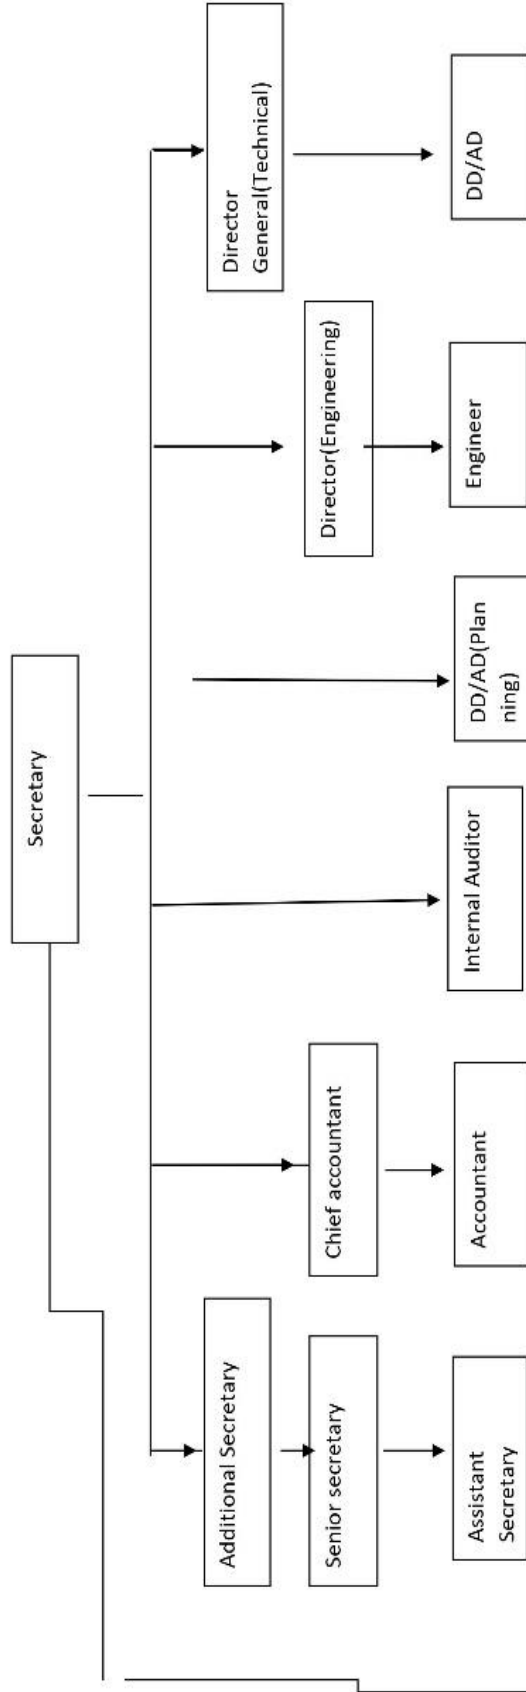 Secretary
Additional Secretary
Senior secretary
Assistant
Secretary
Chief accountant
Accountant
Internal Auditor
DD/AD(Plan
ning)
Director(Engineering)
Engineer
Director
General(Technical)
DD/AD